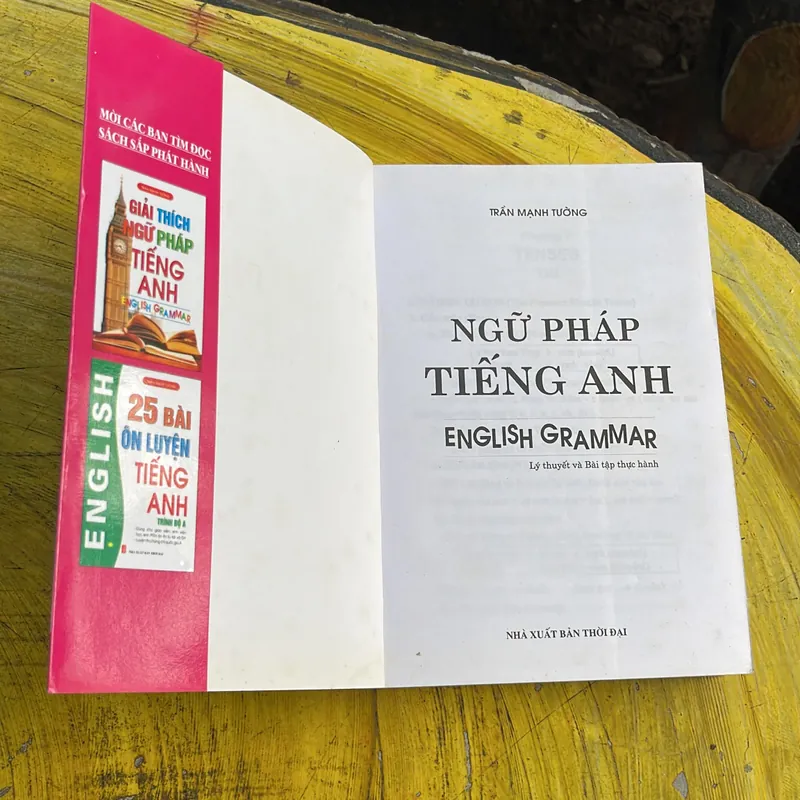 MỜI CÁC BẠN TÌM ĐỌC
SÁCH SẮP PHÁT HÀNH
GIẢI THÍCH
NGỮ PHÁP
TIẾNG
ANH
ENGLISH GRAMMAR
ENGLISH
25 BÀI
ÔN LUYỆN
TIẾNG
ANH
TRÌNH ĐỘ A
TRẦN MẠNH TƯỜNG
NGỮ PHÁP
TIẾNG ANH
ENGLISH GRAMMAR
Lý thuyết và Bài tập thực hành
NHÀ XUẤT BẢN THỜI ĐẠI